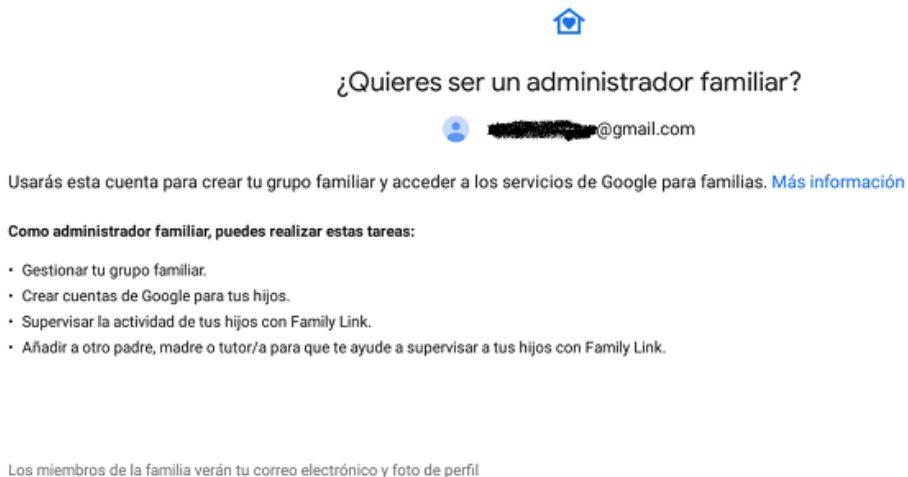 ¿Quieres ser un administrador familiar?
@gmail.com
Usarás esta cuenta para crear tu grupo familiar y acceder a los servicios de Google para familias. Más información
Como administrador familiar, puedes realizar estas tareas:
• Gestionar tu grupo familiar.
• Crear cuentas de Google para tus hijos.
• Supervisar la actividad de tus hijos con Family Link.
• Añadir a otro padre, madre o tutor/a para que te ayude a supervisar a tus hijos con Family Link.
Los miembros de la familia verán tu correo electrónico y foto de perfil